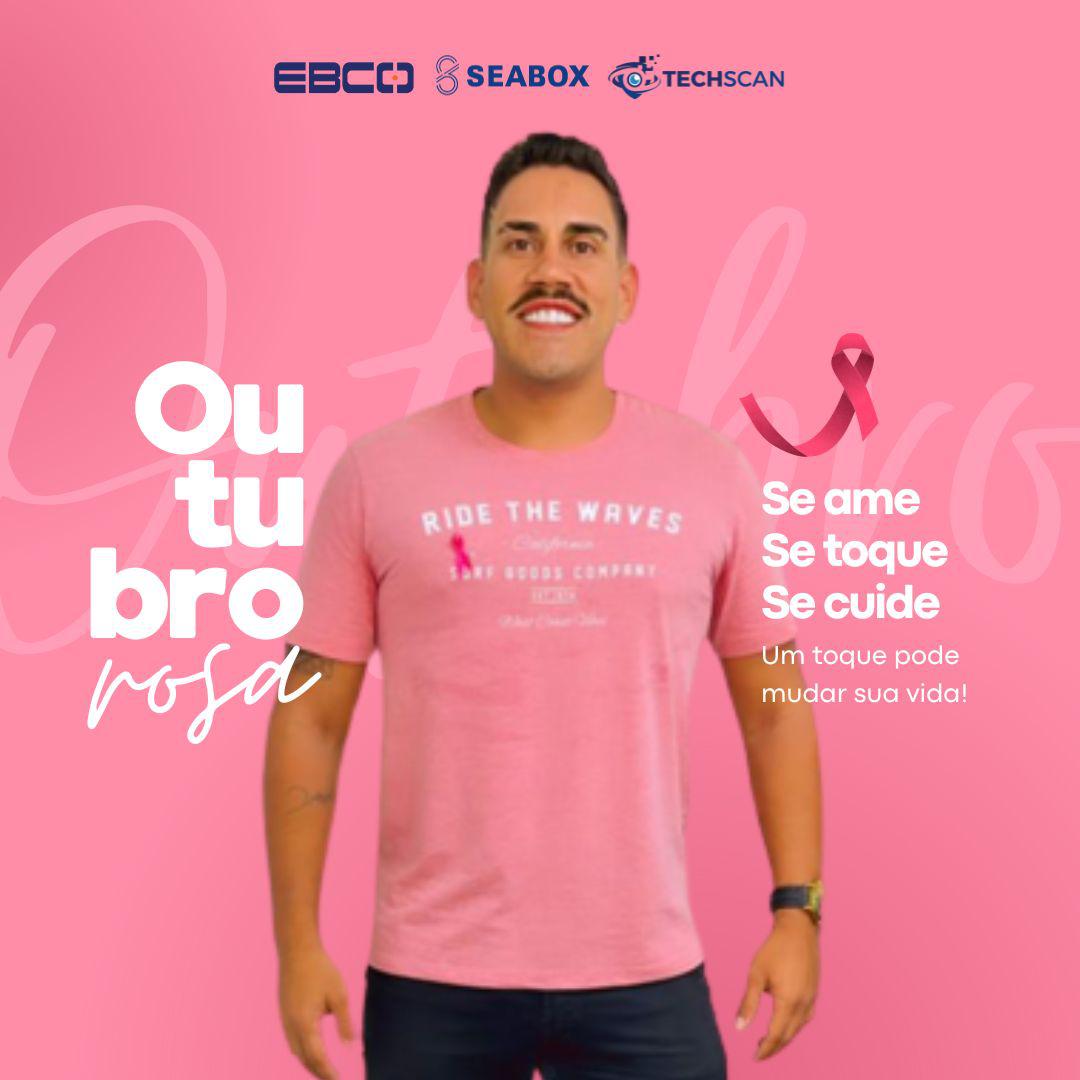 EBCO SEABOX TECHSCAN
Outubro
Ou
tu
bro
rosa
RIDE THE WAVES
California
SURF GOODS COMPANY
Se ame
Se toque
Se cuide
Um toque pode
mudar sua vida!